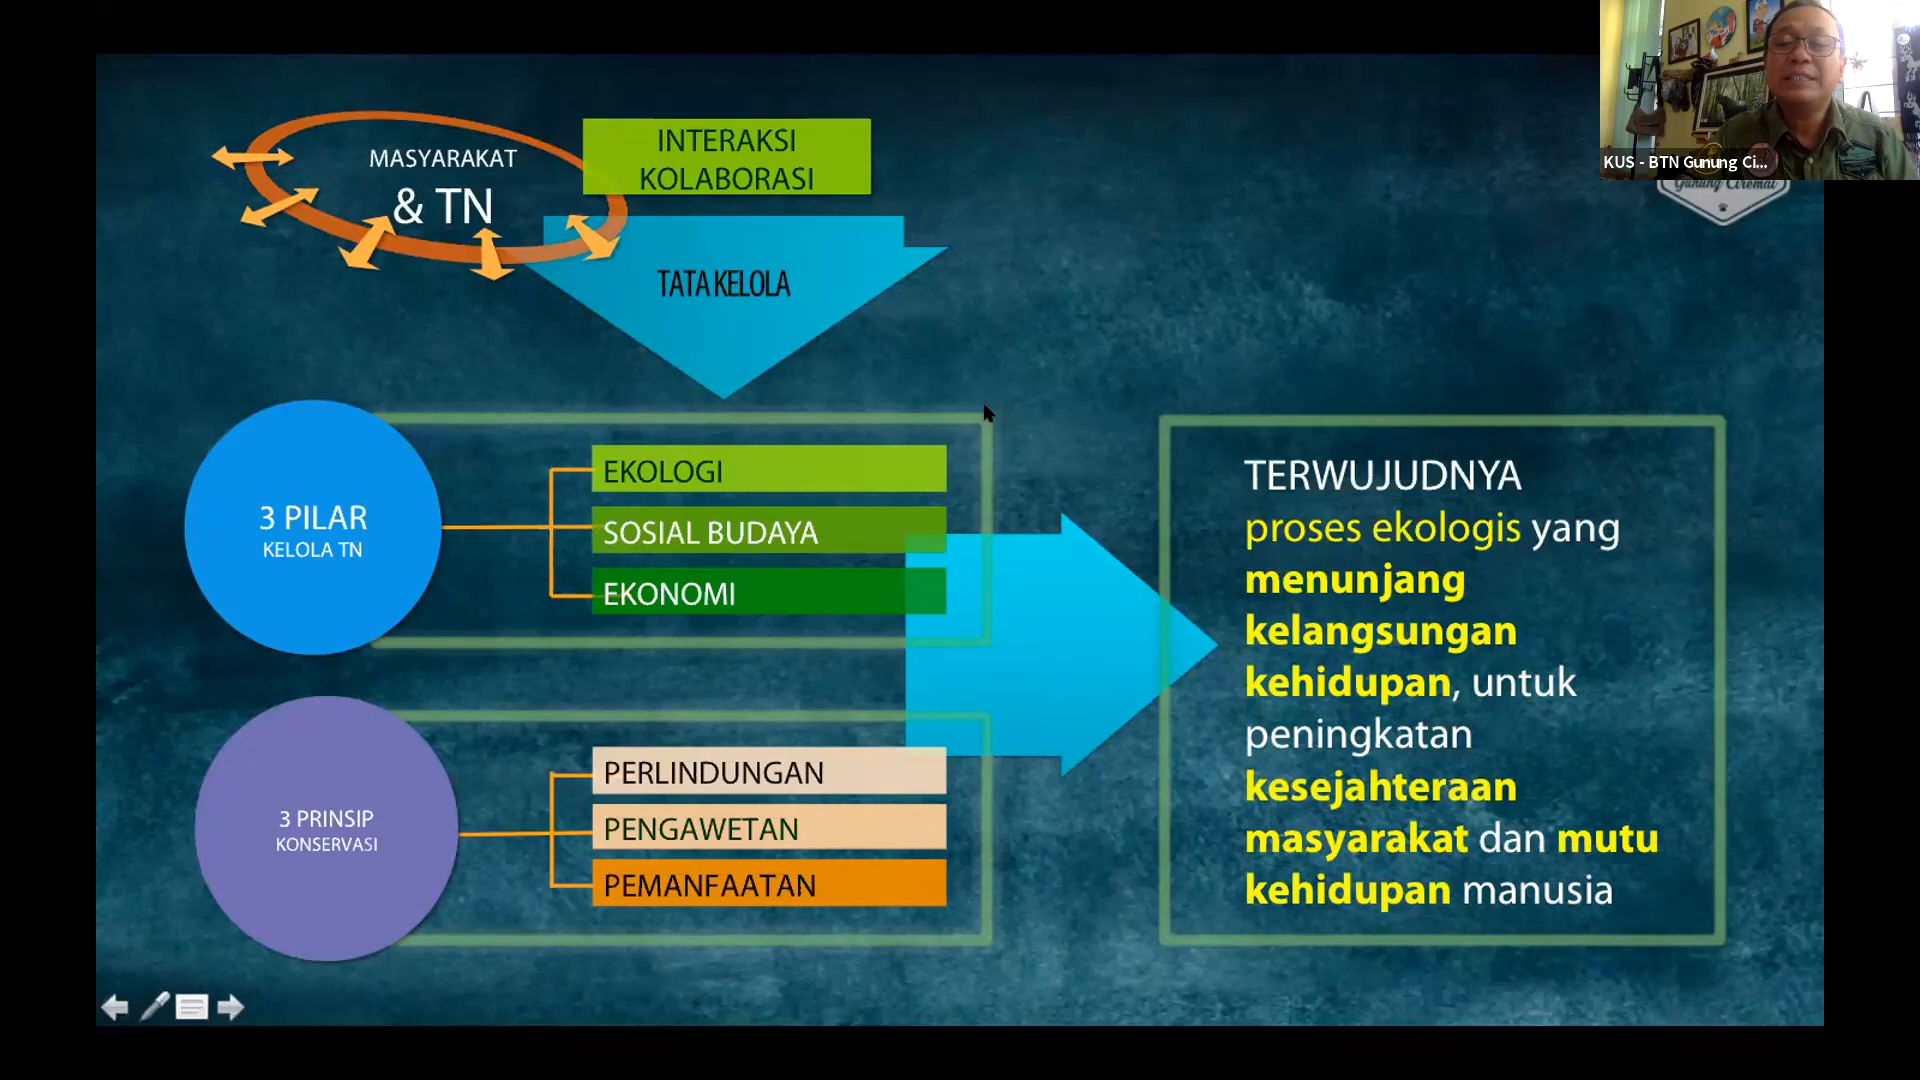 MASYARAKAT
& TN
INTERAKSI
KOLABORASI
TATA KELOLA
KUS - BTN Gunung Ci...
Gunung Ciremai
3 PILAR
KELOLA TN
EKOLOGI
SOSIAL BUDAYA
EKONOMI
3 PRINSIP
KONSERVASI
PERLINDUNGAN
PENGAWETAN
PEMANFAATAN
TERWUJUDNYA
proses ekologis yang
menunjang
kelangsungan
kehidupan, untuk
peningkatan
kesejahteraan
masyarakat dan mutu
kehidupan manusia